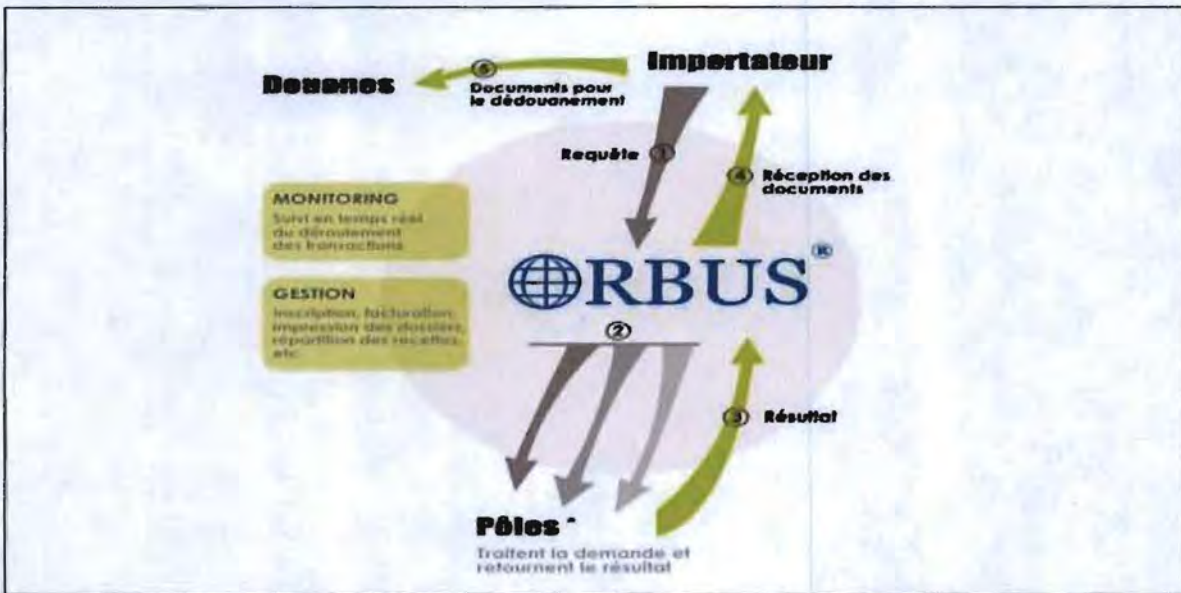 Importateur
Douanes
⑤
Documents pour
le dédouanement
Requête ①
④ Réception des
documents
MONITORING
Suivi en temps réel
du déroutement
des transactions
ORBUS®
GESTION
Inscription, facturation,
impression des dossiers,
répartition des recettes,
etc.
②
③ Résultat
Pôles *
Traitent la demande et
retournent le résultat